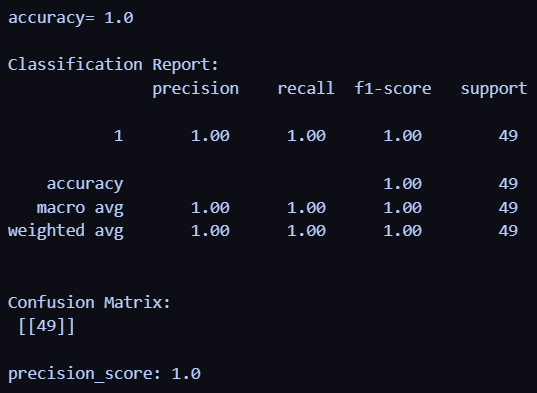 accuracy= 1.0
Classification Report:
precision recall f1-score support
1 1.00 1.00 1.00 49
accuracy 1.00 49
macro avg 1.00 1.00 1.00 49
weighted avg 1.00 1.00 1.00 49
Confusion Matrix:
[[49]]
precision_score: 1.0